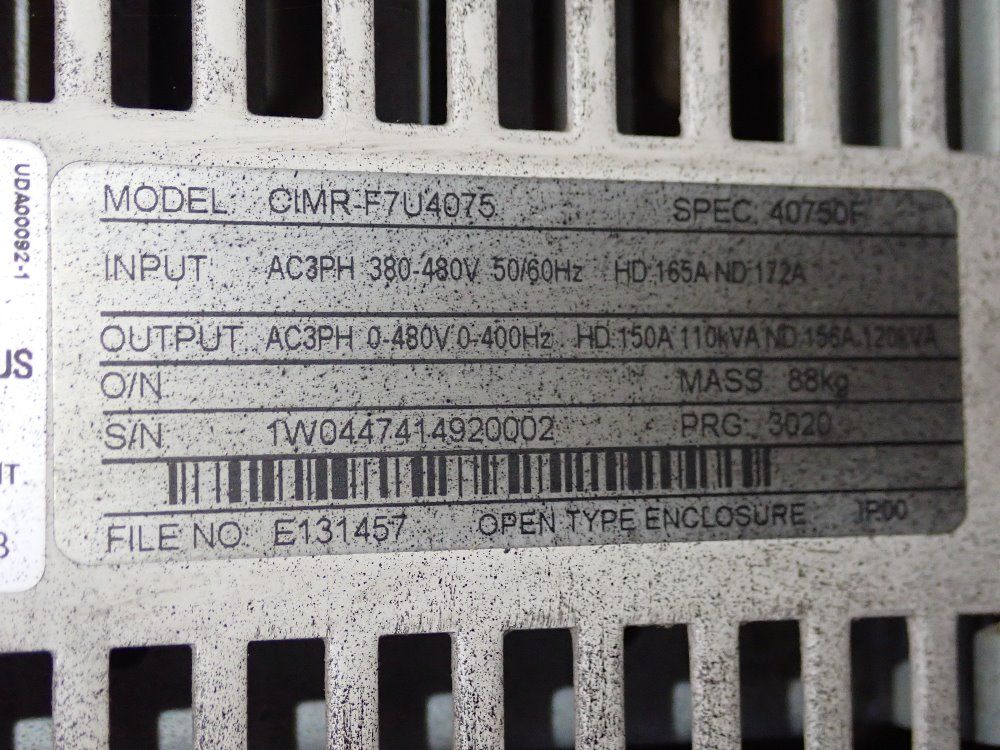 UDA00092-1
US
NT
3
MODEL CIMR-F7U4075 SPEC. 40750F
INPUT AC3PH 380-480V 50/60Hz HD 165A ND 172A
OUTPUT AC3PH 0-480V 0-400Hz HD 150A 110kVA ND 156A 120kVA
O/N MASS 88kg
S/N 1W0447414920002 PRG: 3020
FILE NO E131457 OPEN TYPE ENCLOSURE IP00